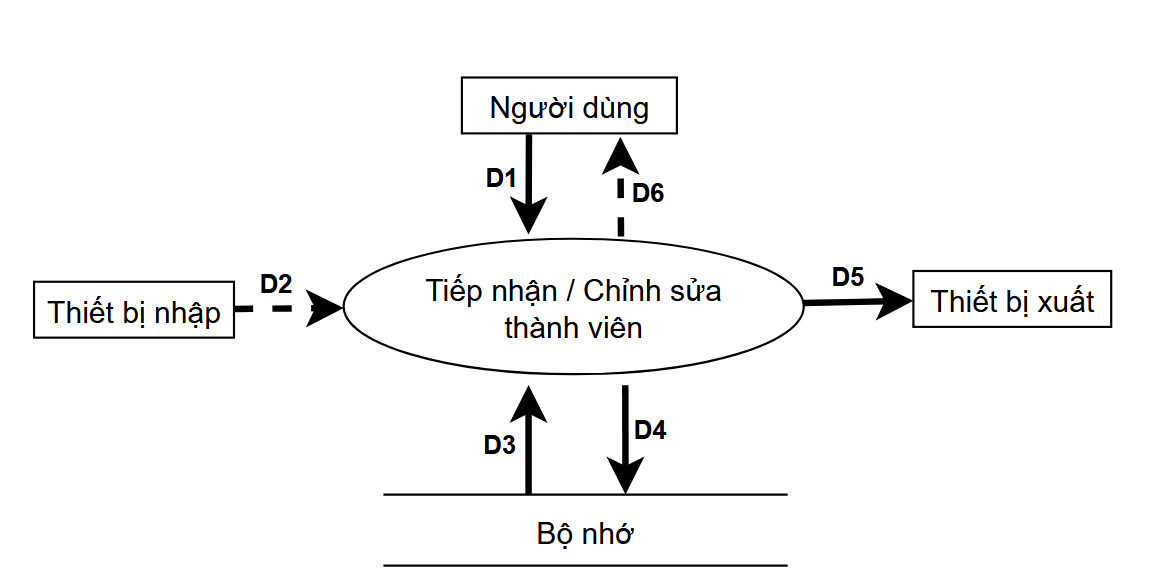 Người dùng
D1
D6
D2
Thiết bị nhập
Tiếp nhận / Chỉnh sửa
thành viên
D5
Thiết bị xuất
D3
D4
Bộ nhớ